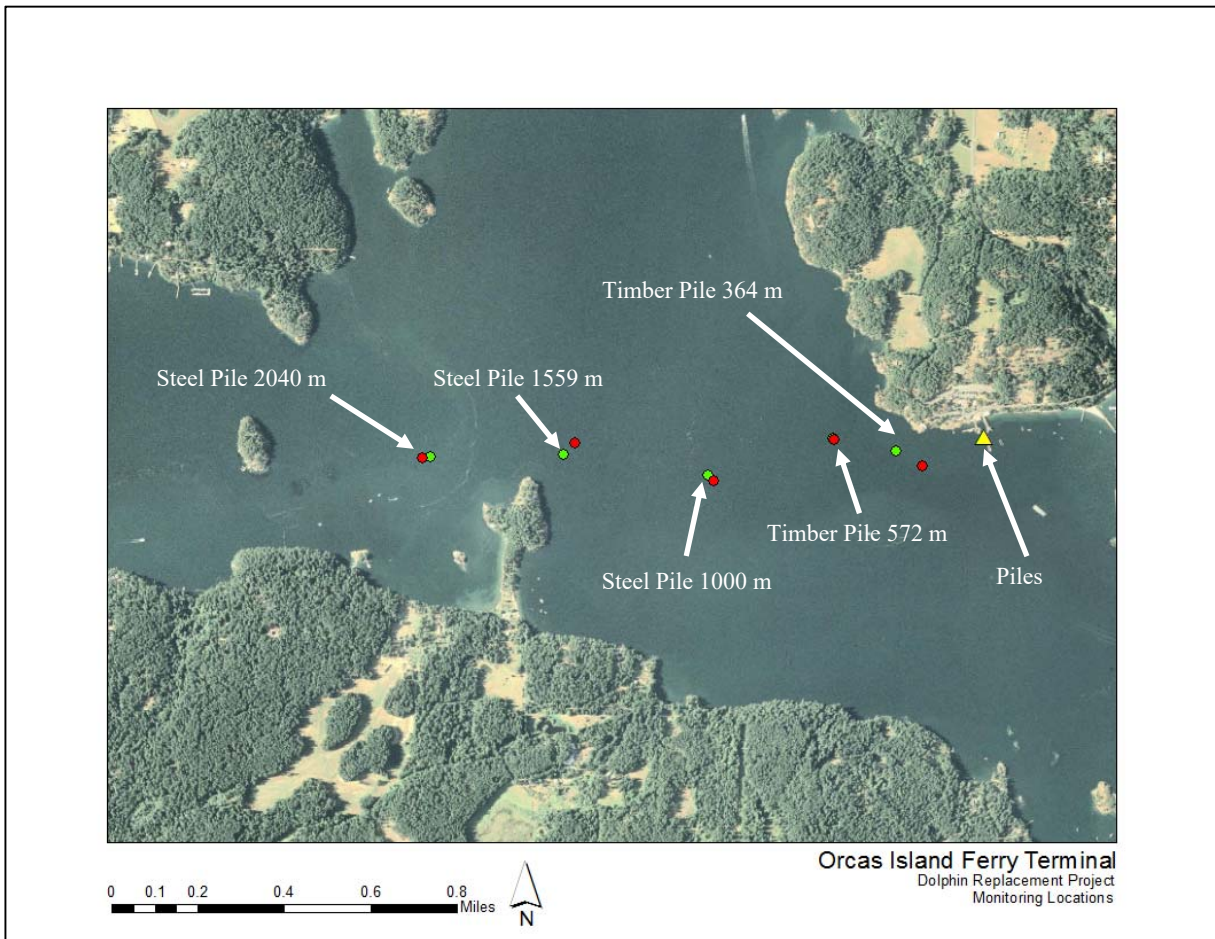 Timber Pile 364 m
Steel Pile 2040 m
Steel Pile 1559 m
Timber Pile 572 m
Steel Pile 1000 m
Piles
Orcas Island Ferry Terminal
Dolphin Replacement Project
Monitoring Locations
0 0.1 0.2 0.4 0.6 0.8
Miles
N